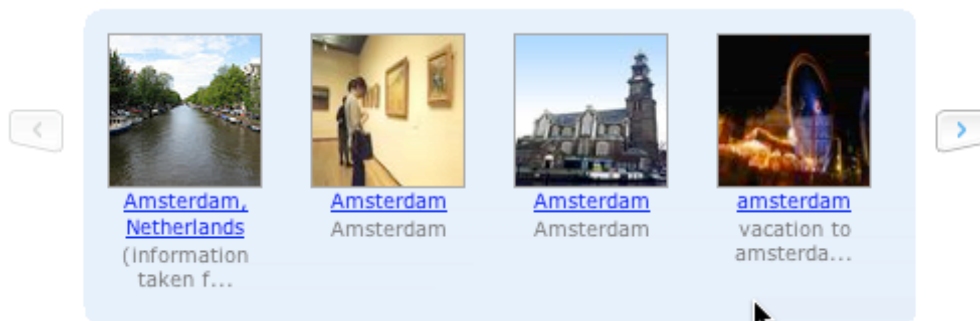 Amsterdam,
Netherlands
(information
taken f...
Amsterdam
Amsterdam
Amsterdam
Amsterdam
amsterdam
vacation to
amsterda...